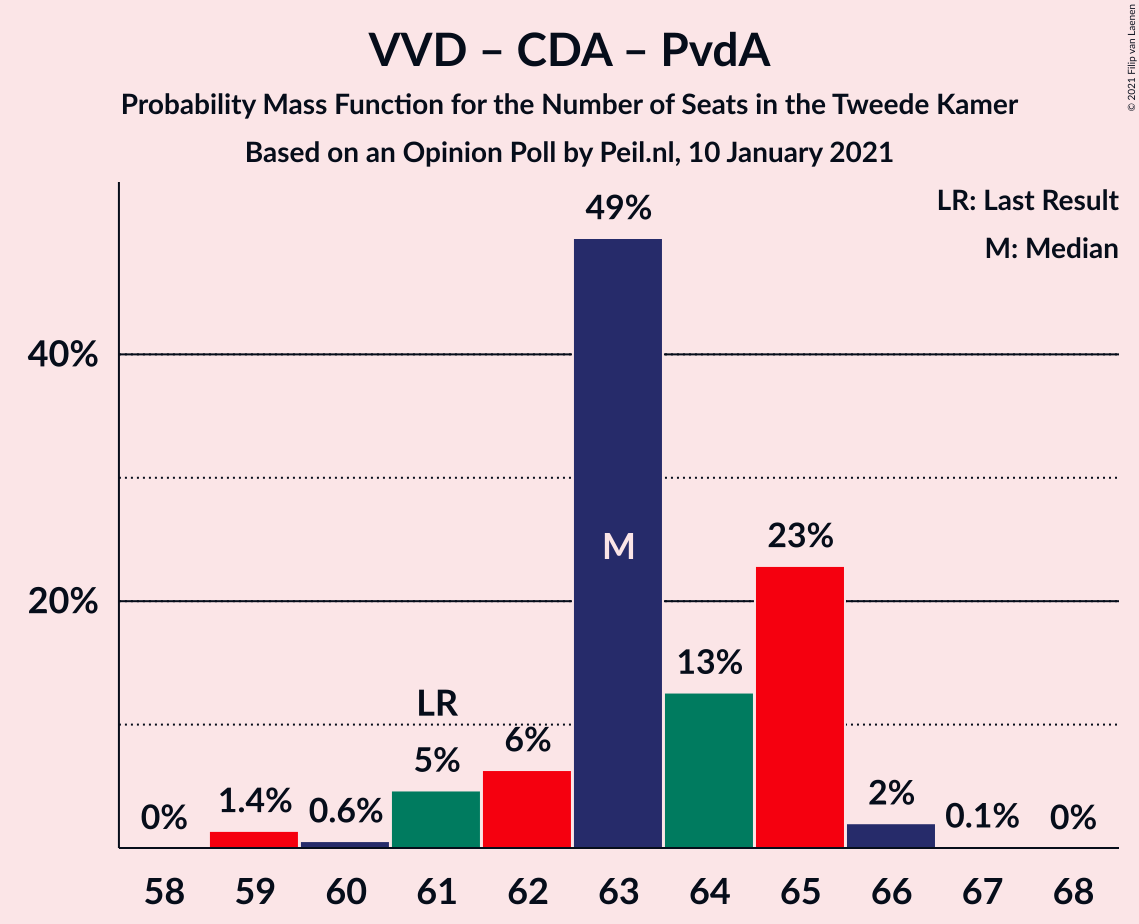 VVD – CDA – PvdA
Probability Mass Function for the Number of Seats in the Tweede Kamer
Based on an Opinion Poll by Peil.nl, 10 January 2021
© 2021 Filip van Laenen
LR: Last Result
M: Median
40%
20%
0%
1.4%
0.6%
LR
5%
6%
49%
M
13%
23%
2%
0.1%
0%
58 59 60 61 62 63 64 65 66 67 68